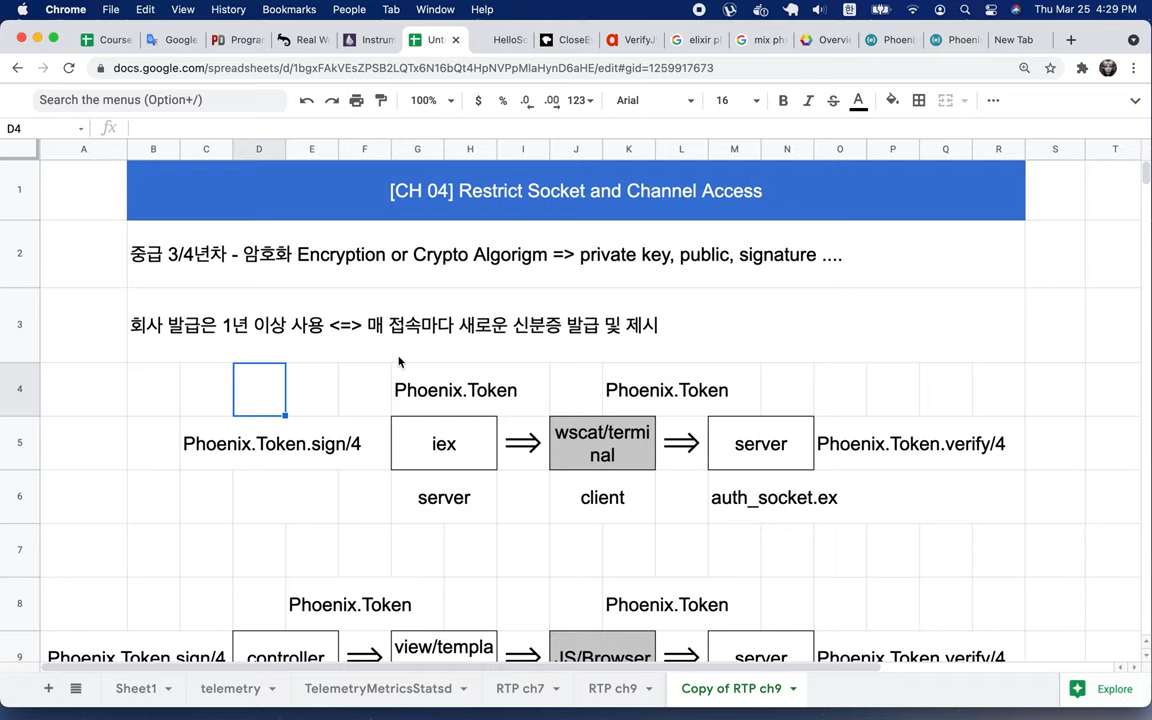 Chrome File Edit View History Bookmarks People Tab Window Help Thu Mar 25 4:29 PM
Course Google Program Real W Instrum Unti HelloSo CloseE VerifyJ elixir pl mix ph Overvi Phoeni Phoeni New Tab
docs.google.com/spreadsheets/d/1bgxFAkVEsZPSB2LQTx6N16bQt4HpNVPpMlaHynD6aHE/edit#gid=1259917673
Search the menus (Option+/) 100% $ % .0 .00 123 Arial 16 B I S A
D4 fx
A B C D E F G H I J K L M N O P Q R S T
1 [CH 04] Restrict Socket and Channel Access
2 중급 3/4년차 - 암호화 Encryption or Crypto Algorigm => private key, public, signature ....
3 회사 발급은 1년 이상 사용 <=> 매 접속마다 새로운 신분증 발급 및 제시
4 Phoenix.Token Phoenix.Token
5 Phoenix.Token.sign/4 iex wscat/termi server Phoenix.Token.verify/4
nal
6 server client auth_socket.ex
7
8 Phoenix.Token Phoenix.Token
9 Phoenix.Token.sign/4 controller view/templa JS/Browser server Phoenix.Token.verify/4
Sheet1 telemetry TelemetryMetricsStatsd RTP ch7 RTP ch9 Copy of RTP ch9 Explore